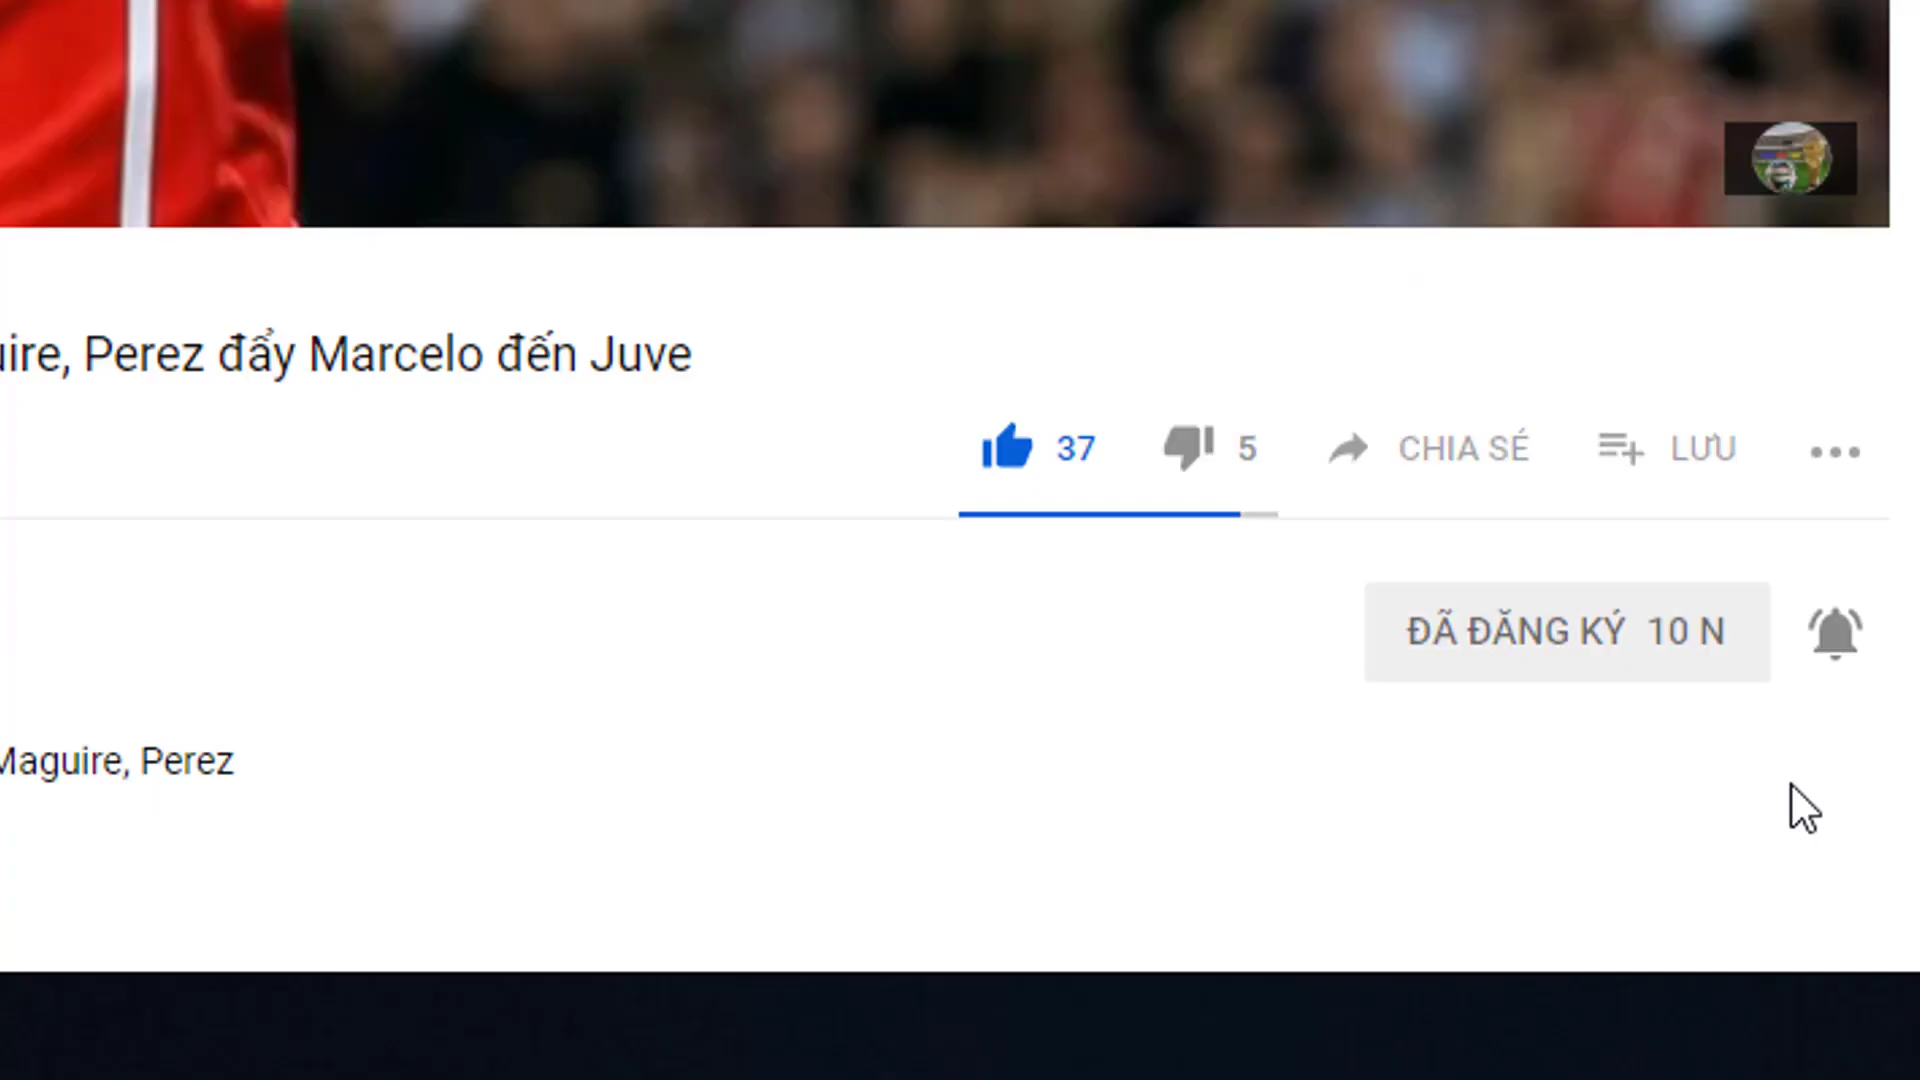 uire, Perez đẩy Marcelo đến Juve
37 5 CHIA SẺ LƯU
ĐÃ ĐĂNG KÝ 10 N
Maguire, Perez